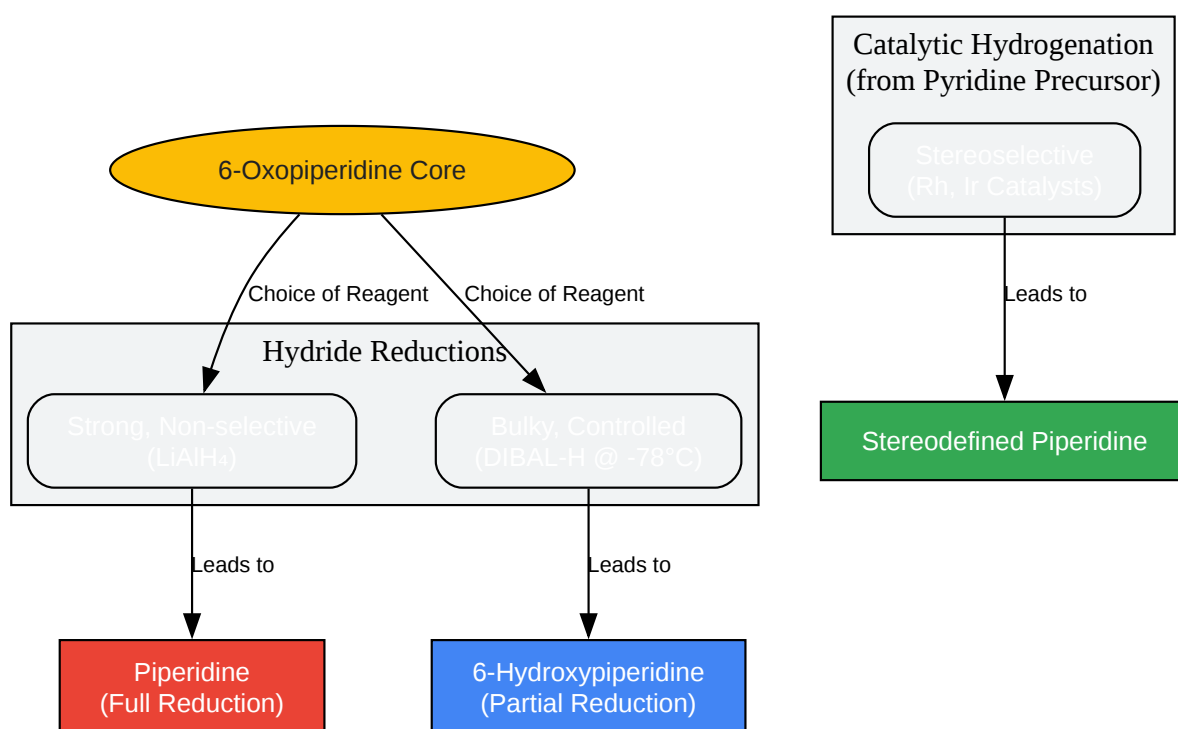 Catalytic Hydrogenation
(from Pyridine Precursor)
Stereoselective
(Rh, Ir Catalysts)
6-Oxopiperidine Core
Choice of Reagent
Choice of Reagent
Leads to
Hydride Reductions
Strong, Non-selective
(LiAlH₄)
Bulky, Controlled
(DIBAL-H @ -78°C)
Stereodefined Piperidine
Leads to
Leads to
Piperidine
(Full Reduction)
6-Hydroxypiperidine
(Partial Reduction)